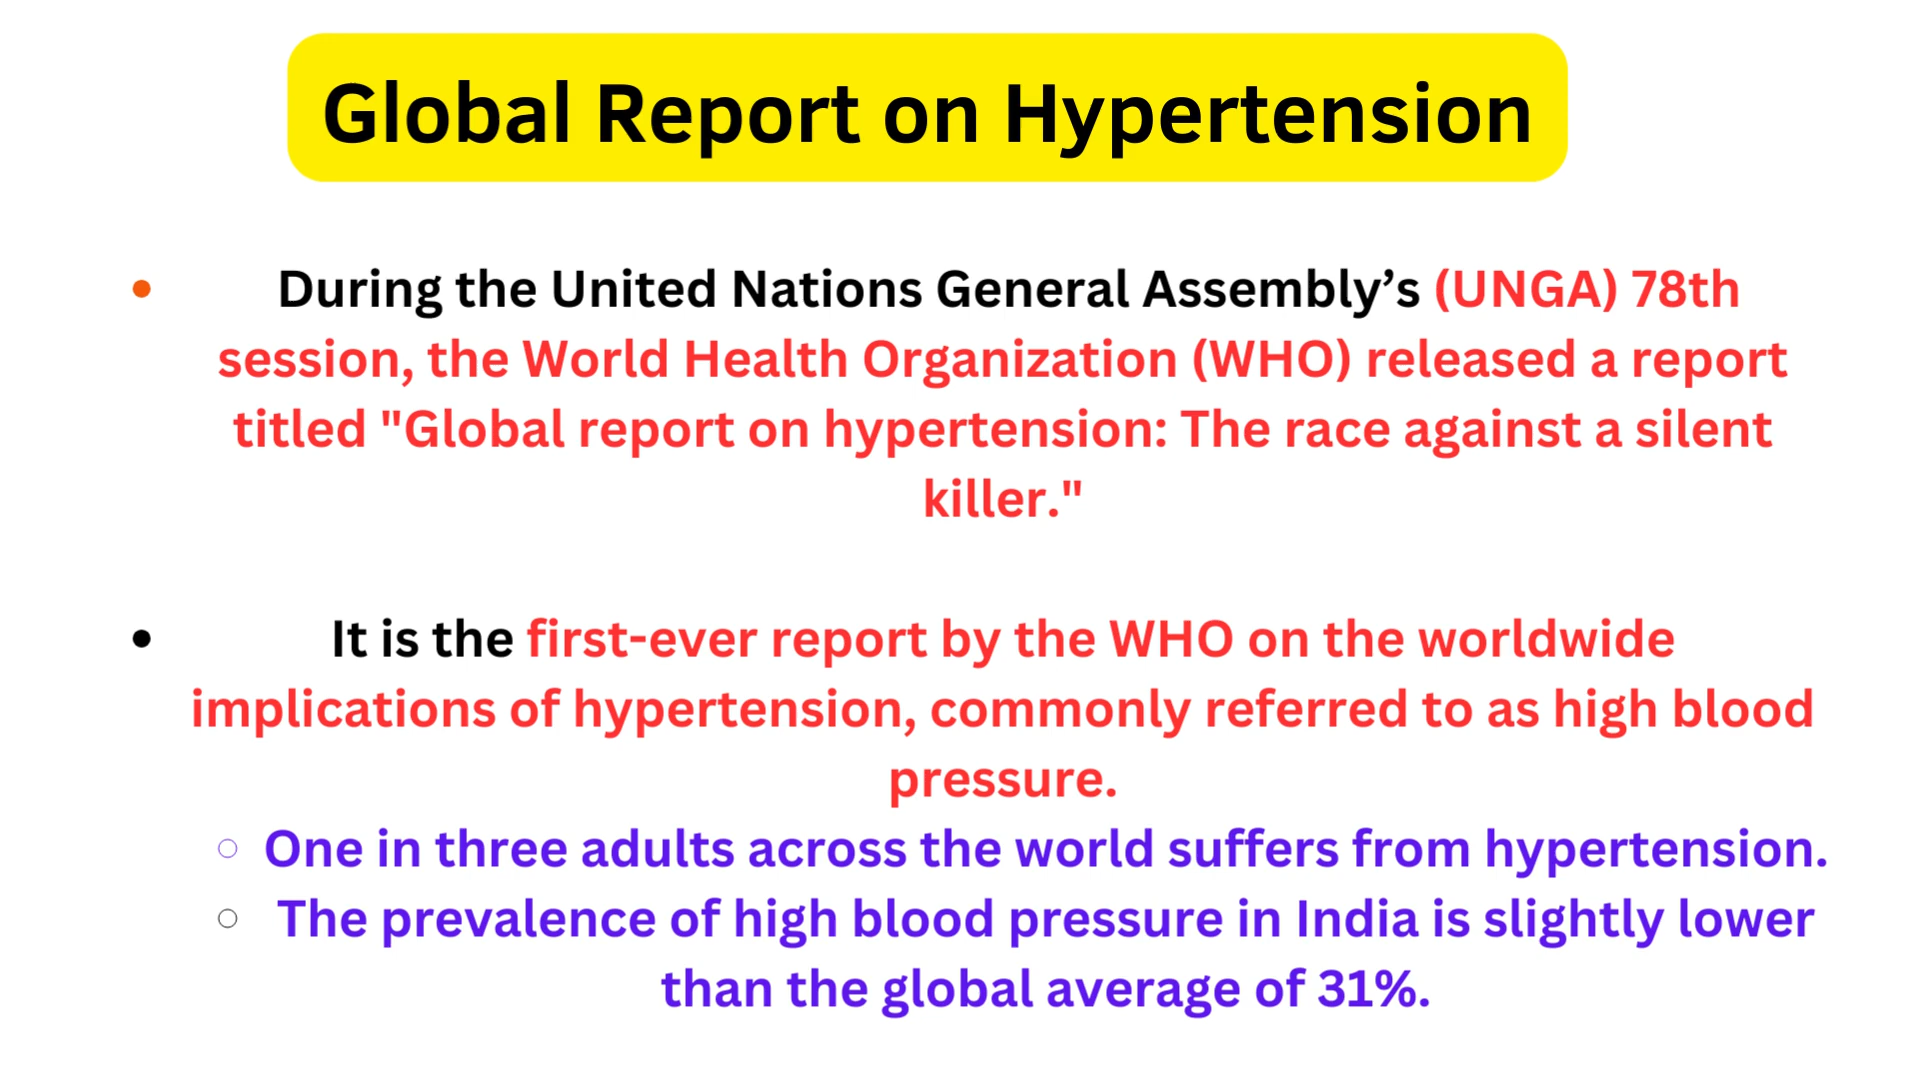 Global Report on Hypertension
• During the United Nations General Assembly’s (UNGA) 78th
session, the World Health Organization (WHO) released a report
titled "Global report on hypertension: The race against a silent
killer."
• It is the first-ever report by the WHO on the worldwide
implications of hypertension, commonly referred to as high blood
pressure.
○ One in three adults across the world suffers from hypertension.
○ The prevalence of high blood pressure in India is slightly lower
than the global average of 31%.